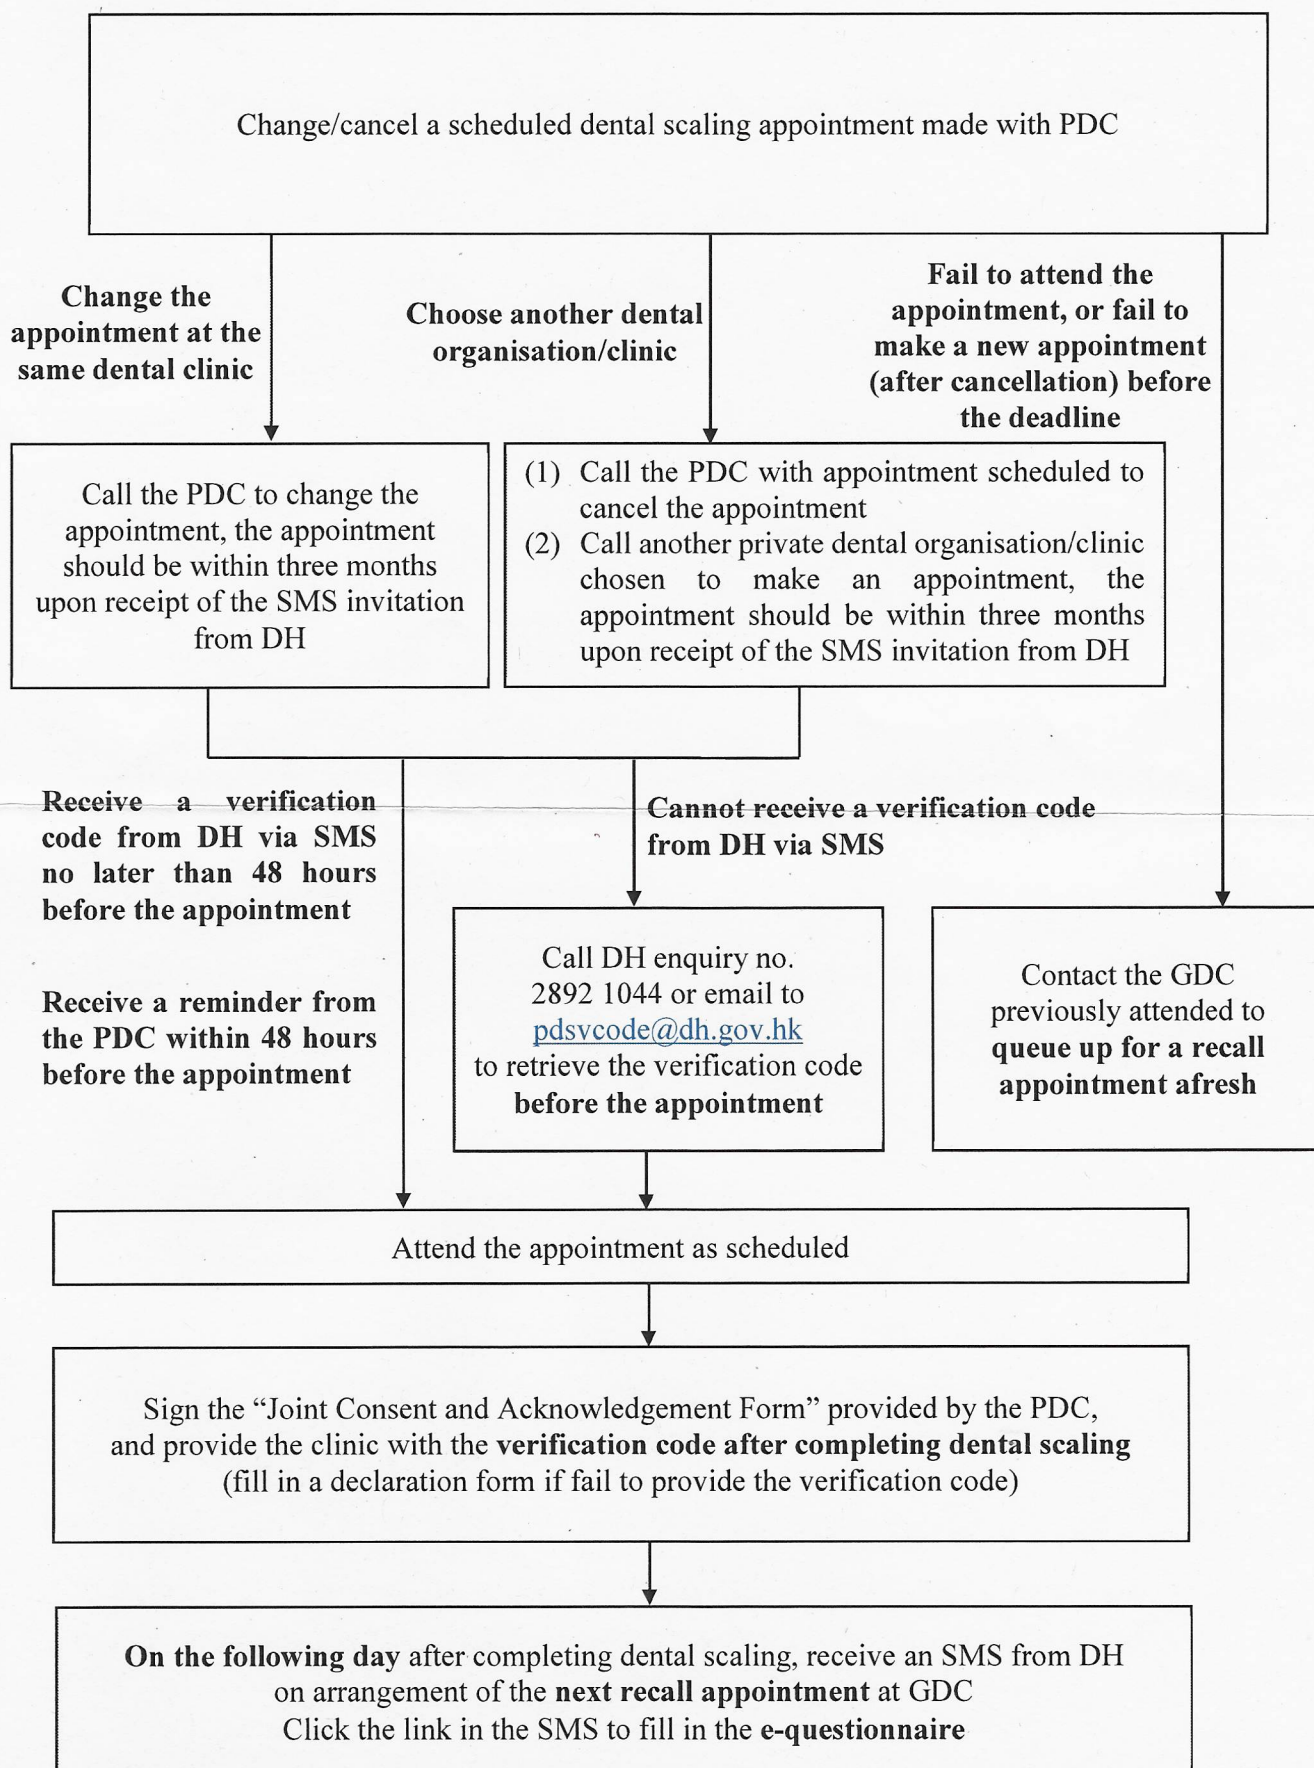 Change/cancel a scheduled dental scaling appointment made with PDC
Change the
appointment at the
same dental clinic
Choose another dental
organisation/clinic
Fail to attend the
appointment, or fail to
make a new appointment
(after cancellation) before
the deadline
Call the PDC to change the
appointment, the appointment
should be within three months
upon receipt of the SMS invitation
from DH
(1) Call the PDC with appointment scheduled to
cancel the appointment
(2) Call another private dental organisation/clinic
chosen to make an appointment, the
appointment should be within three months
upon receipt of the SMS invitation from DH
Receive a verification
code from DH via SMS
no later than 48 hours
before the appointment
Receive a reminder from
the PDC within 48 hours
before the appointment
Cannot receive a verification code
from DH via SMS
Call DH enquiry no.
2892 1044 or email to
pdsvcode@dh.gov.hk
to retrieve the verification code
before the appointment
Contact the GDC
previously attended to
queue up for a recall
appointment afresh
Attend the appointment as scheduled
Sign the “Joint Consent and Acknowledgement Form” provided by the PDC,
and provide the clinic with the verification code after completing dental scaling
(fill in a declaration form if fail to provide the verification code)
On the following day after completing dental scaling, receive an SMS from DH
on arrangement of the next recall appointment at GDC
Click the link in the SMS to fill in the e-questionnaire